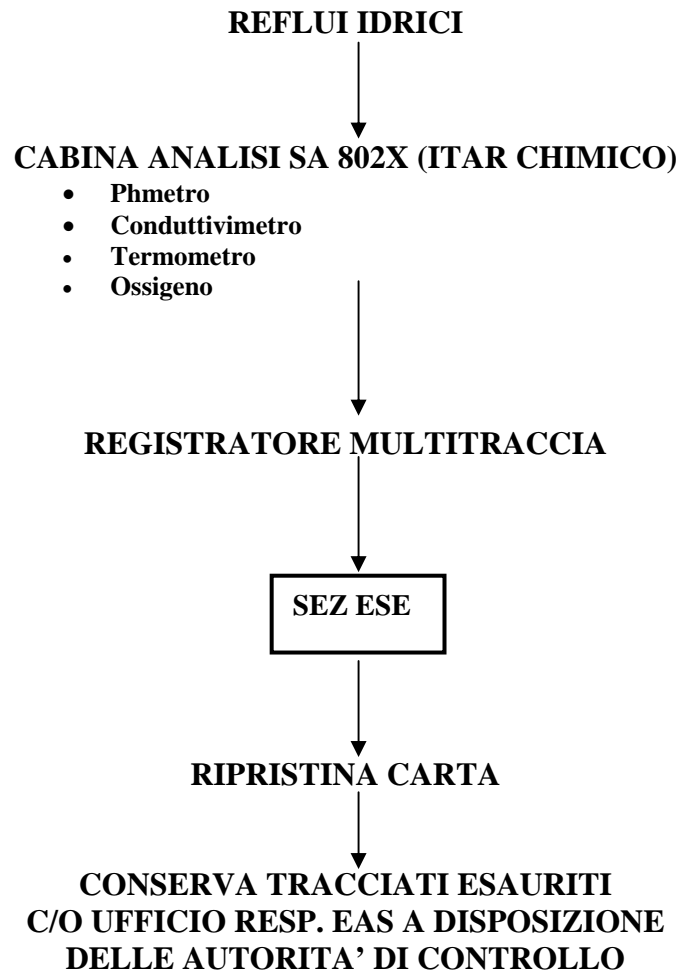 REFLUI IDRICI
CABINA ANALISI SA 802X (ITAR CHIMICO)
• Phmetro
• Conduttivimetro
• Termometro
• Ossigeno
REGISTRATORE MULTITRACCIA
SEZ ESE
RIPRISTINA CARTA
CONSERVA TRACCIATI ESAURITI
C/O UFFICIO RESP. EAS A DISPOSIZIONE
DELLE AUTORITA’ DI CONTROLLO